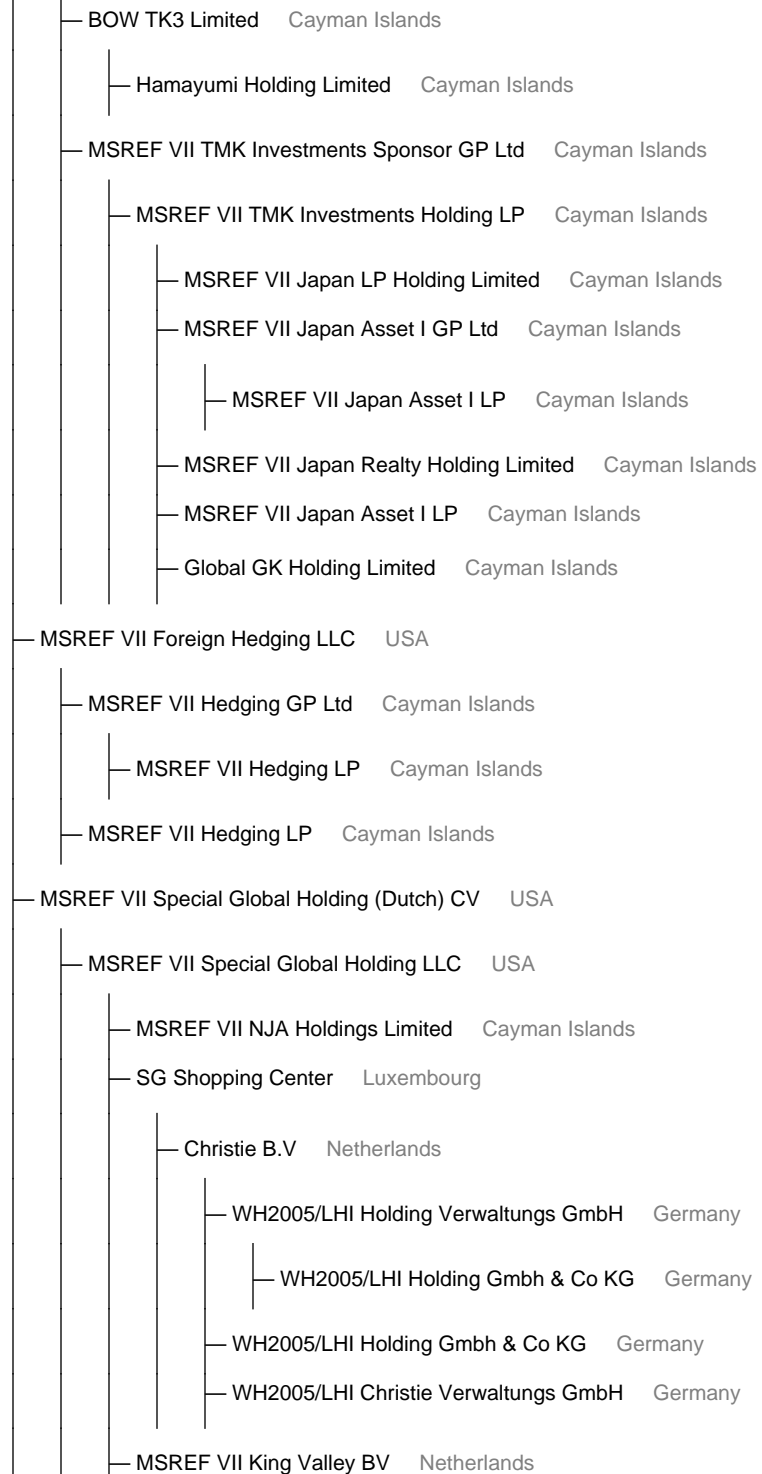 BOW TK3 Limited Cayman Islands
Hamayumi Holding Limited Cayman Islands
MSREF VII TMK Investments Sponsor GP Ltd Cayman Islands
MSREF VII TMK Investments Holding LP Cayman Islands
MSREF VII Japan LP Holding Limited Cayman Islands
MSREF VII Japan Asset I GP Ltd Cayman Islands
MSREF VII Japan Asset I LP Cayman Islands
MSREF VII Japan Realty Holding Limited Cayman Islands
MSREF VII Japan Asset I LP Cayman Islands
Global GK Holding Limited Cayman Islands
MSREF VII Foreign Hedging LLC USA
MSREF VII Hedging GP Ltd Cayman Islands
MSREF VII Hedging LP Cayman Islands
MSREF VII Hedging LP Cayman Islands
MSREF VII Special Global Holding (Dutch) CV USA
MSREF VII Special Global Holding LLC USA
MSREF VII NJA Holdings Limited Cayman Islands
SG Shopping Center Luxembourg
Christie B.V Netherlands
WH2005/LHI Holding Verwaltungs GmbH Germany
WH2005/LHI Holding Gmbh & Co KG Germany
WH2005/LHI Holding Gmbh & Co KG Germany
WH2005/LHI Christie Verwaltungs GmbH Germany
MSREF VII King Valley BV Netherlands